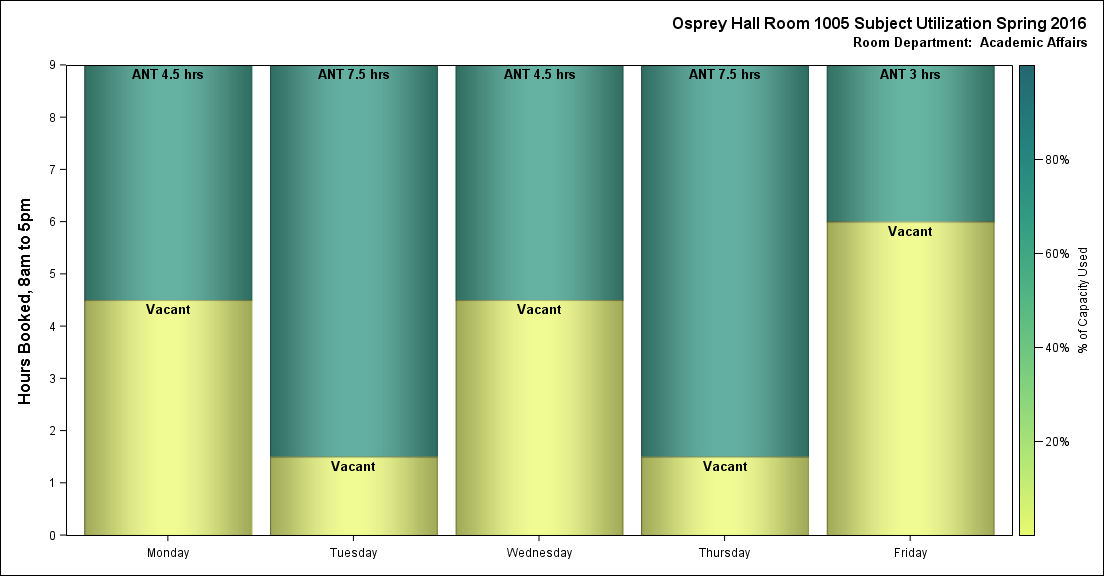 Osprey Hall Room 1005 Subject Utilization Spring 2016
Room Department:  Academic Affairs
Hours Booked, 8am to 5pm
9
8
7
6
5
4
3
2
1
0
ANT 4.5 hrs
ANT 7.5 hrs
ANT 4.5 hrs
ANT 7.5 hrs
ANT 3 hrs
Vacant
Vacant
Vacant
Vacant
Vacant
Monday
Tuesday
Wednesday
Thursday
Friday
80%
60%
40%
20%
% of Capacity Used